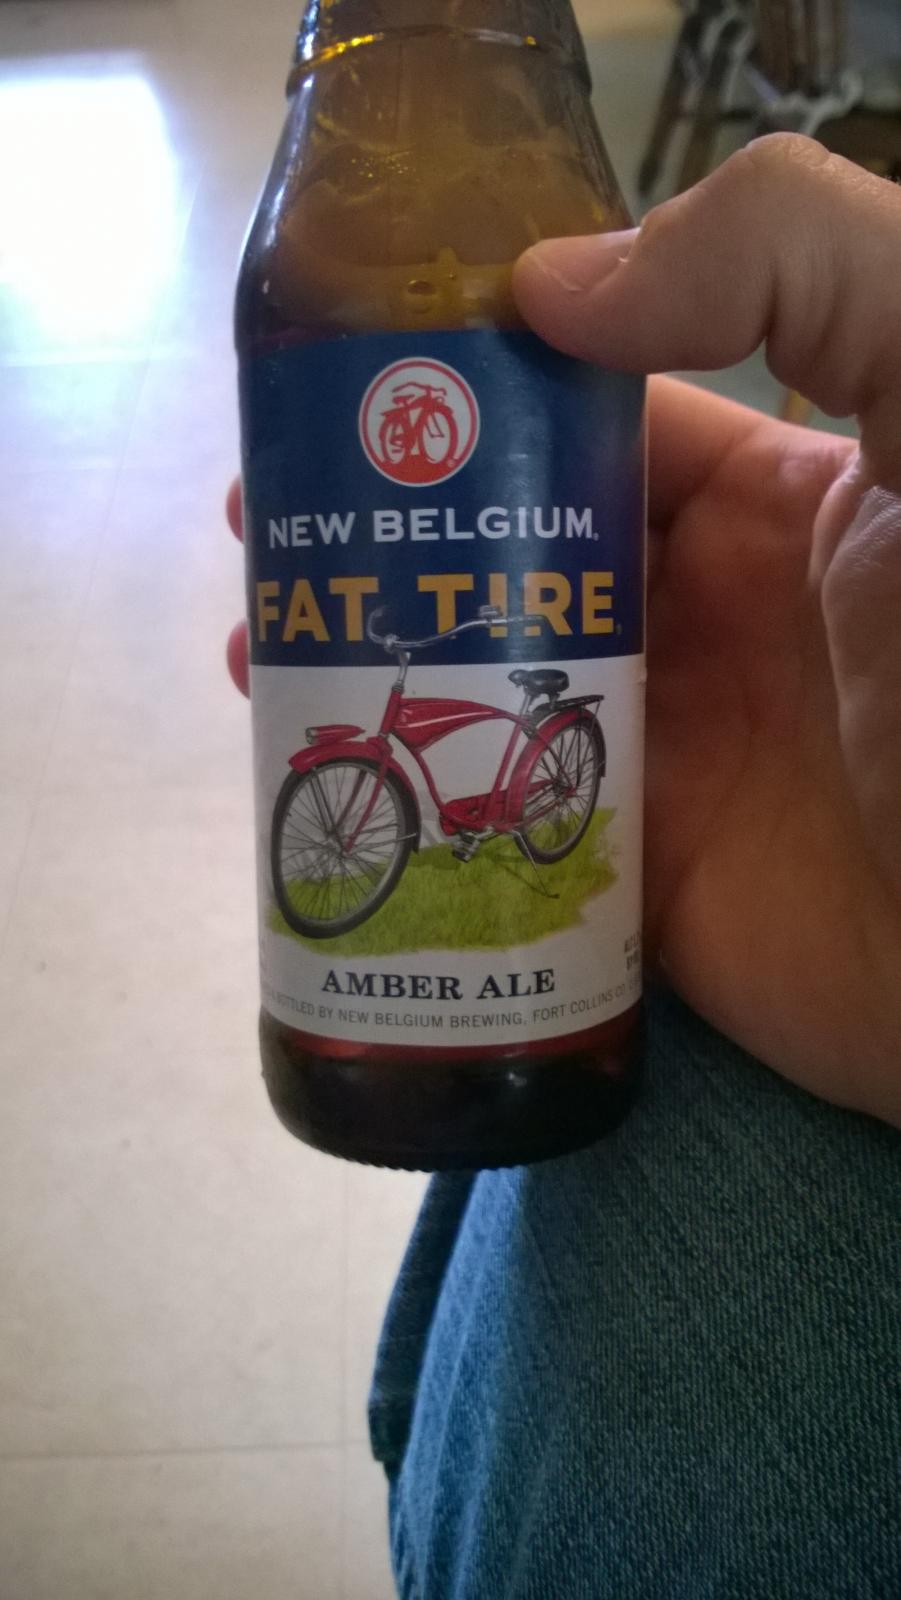 NEW BELGIUM®
FAT TIRE®
AMBER ALE
BOTTLED BY NEW BELGIUM BREWING, FORT COLLINS CO